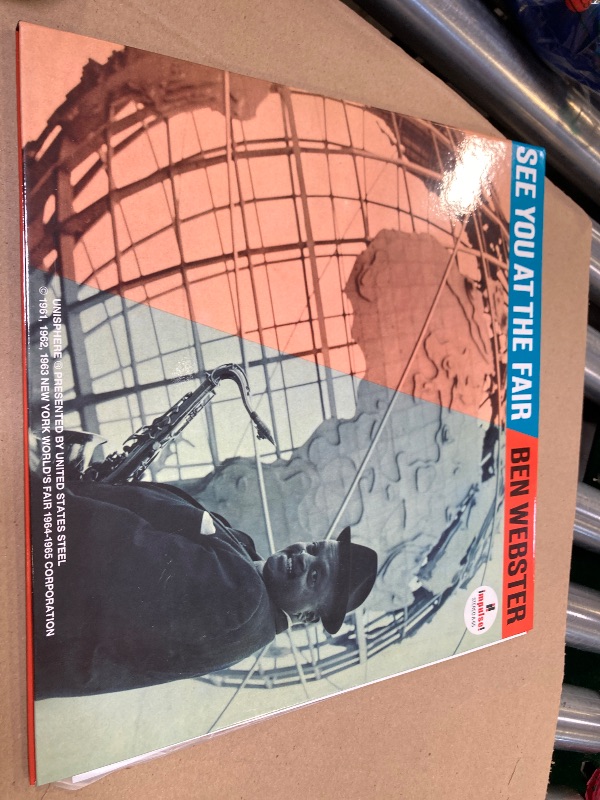 SEE YOU AT THE FAIR BEN WEBSTER
impulse!
UNISPHERE ® PRESENTED BY UNITED STATES STEEL
© 1961, 1962, 1963 NEW YORK WORLD'S FAIR 1964-1965 CORPORATION